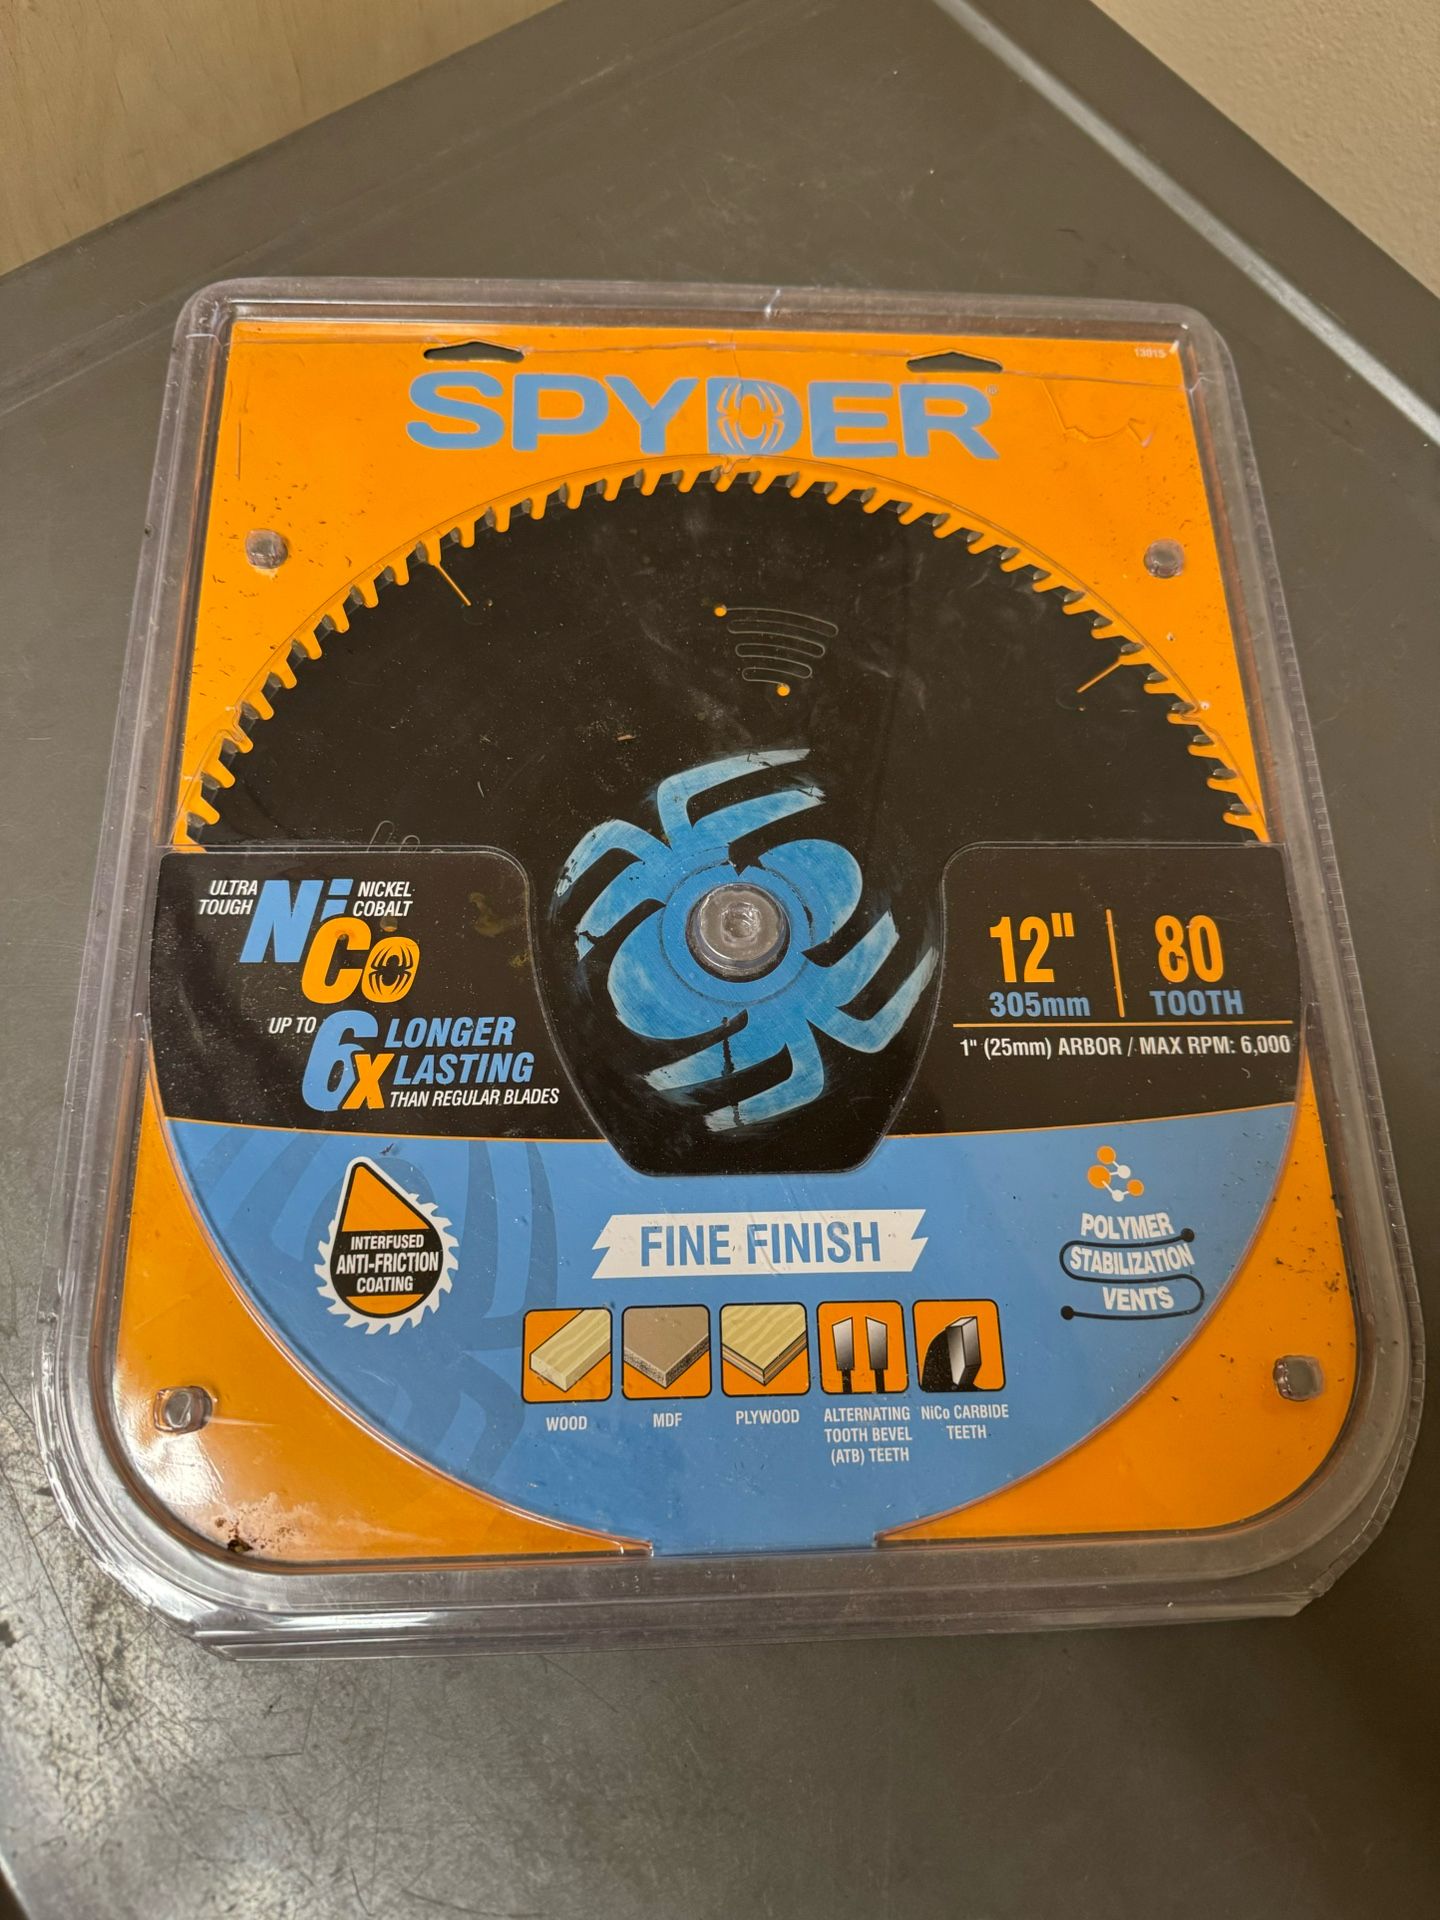 13015
SPYDER®
ULTRA TOUGH
NiCo
NICKEL COBALT
UP TO 6X LONGER LASTING
THAN REGULAR BLADES
12" | 80
305mm TOOTH
1" (25mm) ARBOR / MAX RPM: 6,000
INTERFUSED
ANTI-FRICTION
COATING
FINE FINISH
POLYMER
STABILIZATION
VENTS
WOOD
MDF
PLYWOOD
ALTERNATING
TOOTH BEVEL
(ATB) TEETH
NiCo CARBIDE
TEETH